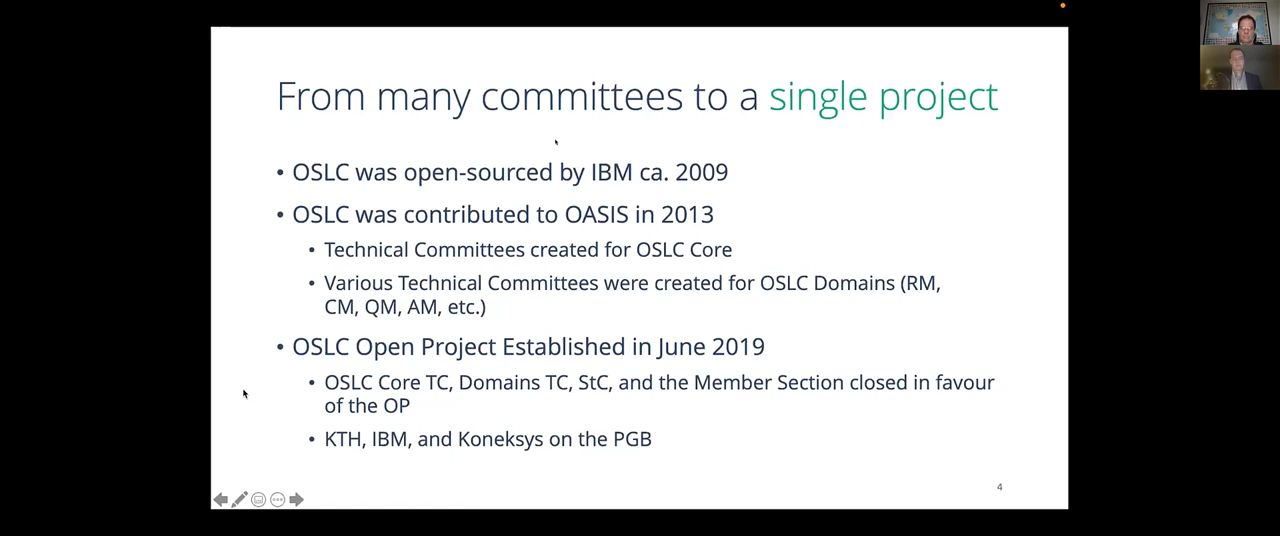 From many committees to a single project
• OSLC was open-sourced by IBM ca. 2009
• OSLC was contributed to OASIS in 2013
• Technical Committees created for OSLC Core
• Various Technical Committees were created for OSLC Domains (RM,
CM, QM, AM, etc.)
• OSLC Open Project Established in June 2019
• OSLC Core TC, Domains TC, StC, and the Member Section closed in favour
of the OP
• KTH, IBM, and Koneksys on the PGB
4